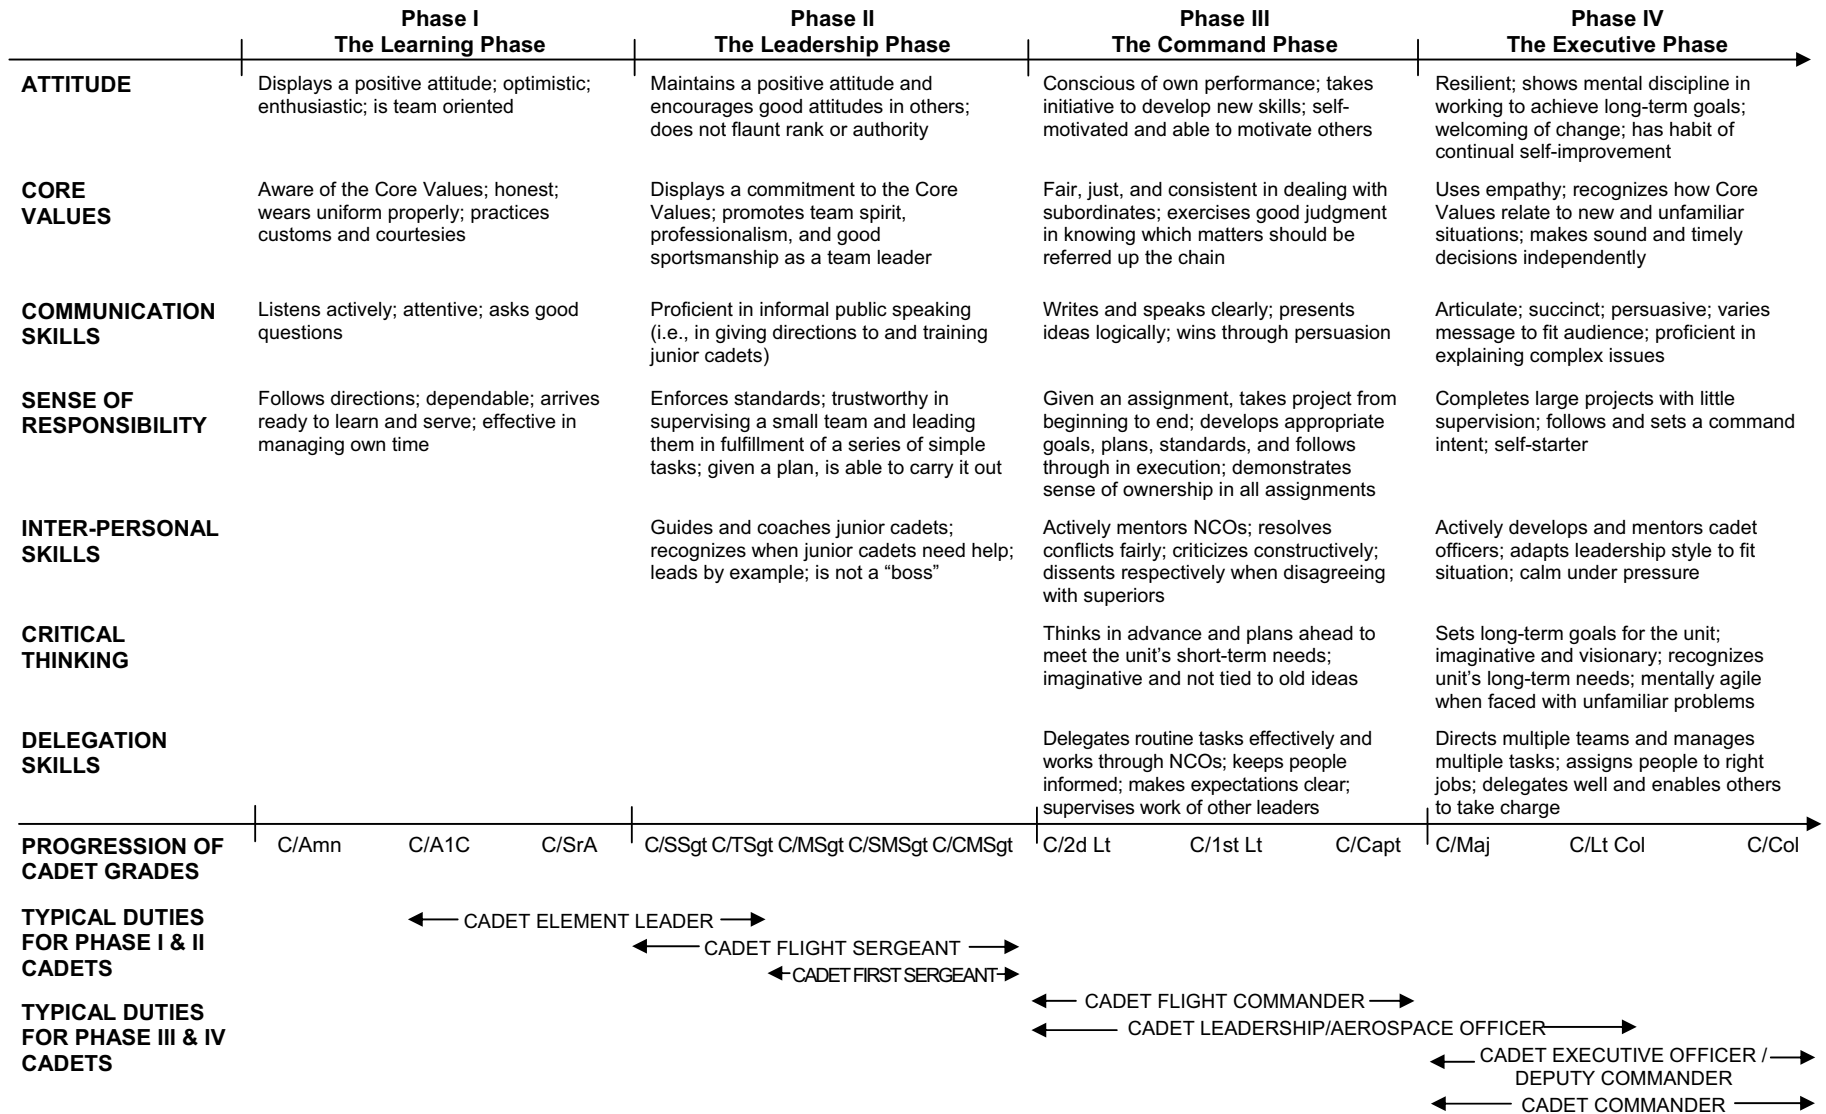 Phase I
The Learning Phase
Phase II
The Leadership Phase
Phase III
The Command Phase
Phase IV
The Executive Phase
ATTITUDE
Displays a positive attitude; optimistic;
enthusiastic; is team oriented
Maintains a positive attitude and
encourages good attitudes in others;
does not flaunt rank or authority
Conscious of own performance; takes
initiative to develop new skills; self-
motivated and able to motivate others
Resilient; shows mental discipline in
working to achieve long-term goals;
welcoming of change; has habit of
continual self-improvement
CORE
VALUES
Aware of the Core Values; honest;
wears uniform properly; practices
customs and courtesies
Displays a commitment to the Core
Values; promotes team spirit,
professionalism, and good
sportsmanship as a team leader
Fair, just, and consistent in dealing with
subordinates; exercises good judgment
in knowing which matters should be
referred up the chain
Uses empathy; recognizes how Core
Values relate to new and unfamiliar
situations; makes sound and timely
decisions independently
COMMUNICATION
SKILLS
Listens actively; attentive; asks good
questions
Proficient in informal public speaking
(i.e., in giving directions to and training
junior cadets)
Writes and speaks clearly; presents
ideas logically; wins through persuasion
Articulate; succinct; persuasive; varies
message to fit audience; proficient in
explaining complex issues
SENSE OF
RESPONSIBILITY
Follows directions; dependable; arrives
ready to learn and serve; effective in
managing own time
Enforces standards; trustworthy in
supervising a small team and leading
them in fulfillment of a series of simple
tasks; given a plan, is able to carry it out
Given an assignment, takes project from
beginning to end; develops appropriate
goals, plans, standards, and follows
through in execution; demonstrates
sense of ownership in all assignments
Completes large projects with little
supervision; follows and sets a command
intent; self-starter
INTER-PERSONAL
SKILLS
Guides and coaches junior cadets;
recognizes when junior cadets need help;
leads by example; is not a “boss”
Actively mentors NCOs; resolves
conflicts fairly; criticizes constructively;
dissents respectively when disagreeing
with superiors
Actively develops and mentors cadet
officers; adapts leadership style to fit
situation; calm under pressure
CRITICAL
THINKING
Thinks in advance and plans ahead to
meet the unit’s short-term needs;
imaginative and not tied to old ideas
Sets long-term goals for the unit;
imaginative and visionary; recognizes
unit’s long-term needs; mentally agile
when faced with unfamiliar problems
DELEGATION
SKILLS
Delegates routine tasks effectively and
works through NCOs; keeps people
informed; makes expectations clear;
supervises work of other leaders
Directs multiple teams and manages
multiple tasks; assigns people to right
jobs; delegates well and enables others
to take charge
PROGRESSION OF
CADET GRADES
C/Amn C/A1C C/SrA
C/SSgt C/TSgt C/MSgt C/SMSgt C/CMSgt
C/2d Lt C/1st Lt C/Capt
C/Maj C/Lt Col C/Col
TYPICAL DUTIES
FOR PHASE I & II
CADETS
CADET ELEMENT LEADER
CADET FLIGHT SERGEANT
CADET FIRST SERGEANT
TYPICAL DUTIES
FOR PHASE III & IV
CADETS
CADET FLIGHT COMMANDER
CADET LEADERSHIP/AEROSPACE OFFICER
CADET EXECUTIVE OFFICER /
DEPUTY COMMANDER
CADET COMMANDER